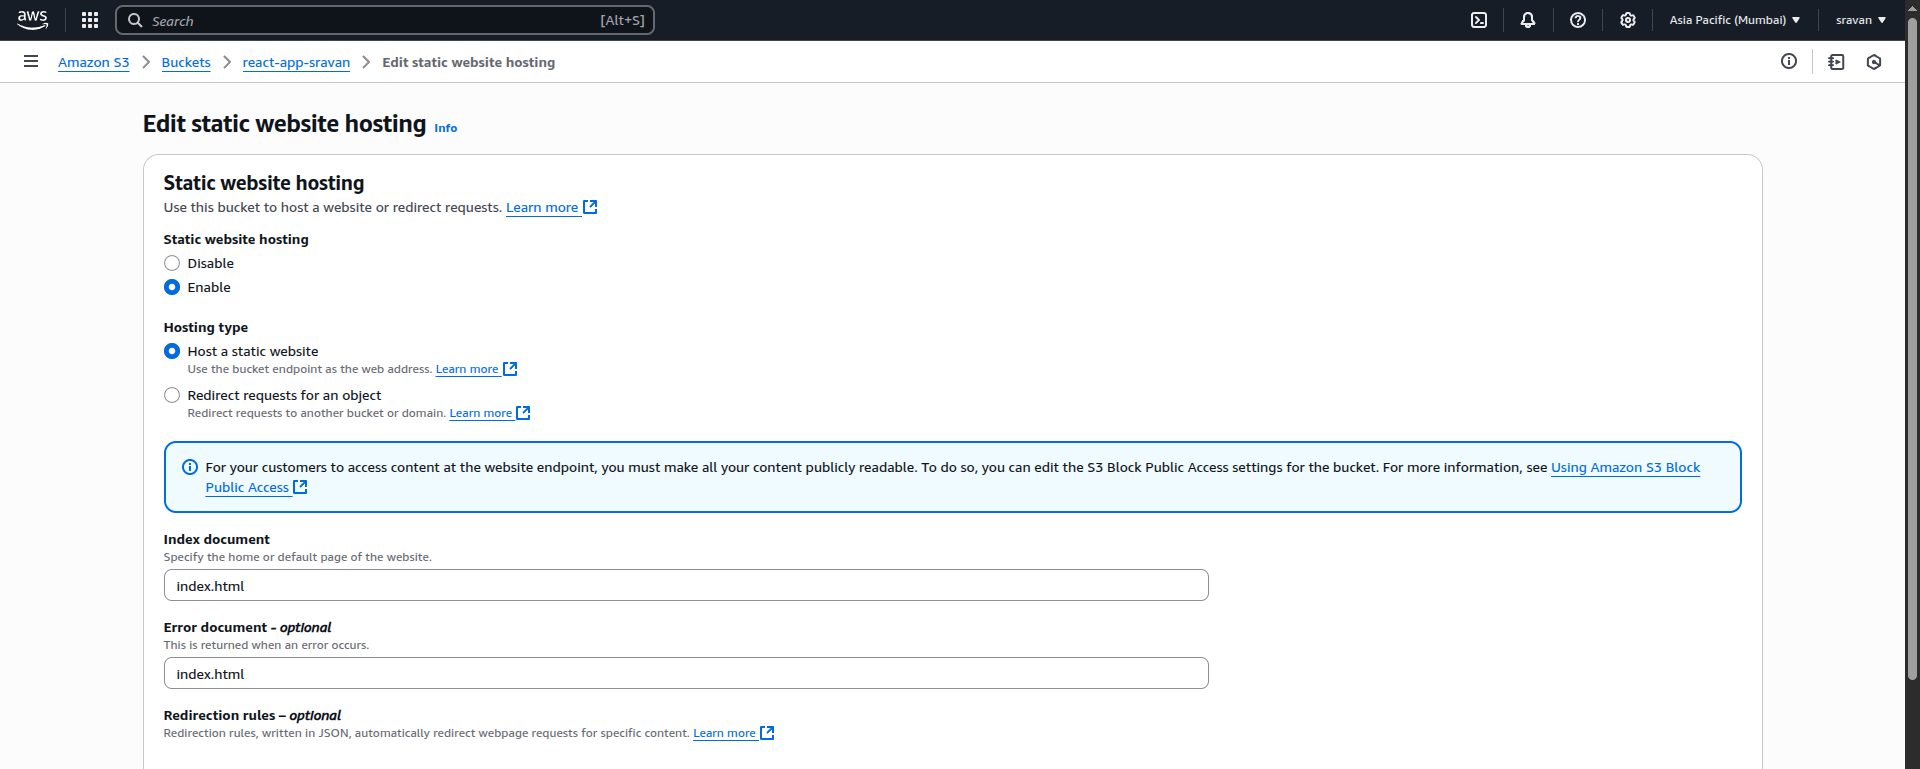 aws
Search [Alt+S]
Asia Pacific (Mumbai) sravan
Amazon S3 Buckets react-app-sravan Edit static website hosting
Edit static website hosting Info
Static website hosting
Use this bucket to host a website or redirect requests. Learn more
Static website hosting
Disable
Enable
Hosting type
Host a static website
Use the bucket endpoint as the web address. Learn more
Redirect requests for an object
Redirect requests to another bucket or domain. Learn more
For your customers to access content at the website endpoint, you must make all your content publicly readable. To do so, you can edit the S3 Block Public Access settings for the bucket. For more information, see Using Amazon S3 Block
Public Access
Index document
Specify the home or default page of the website.
index.html
Error document – optional
This is returned when an error occurs.
index.html
Redirection rules – optional
Redirection rules, written in JSON, automatically redirect webpage requests for specific content. Learn more